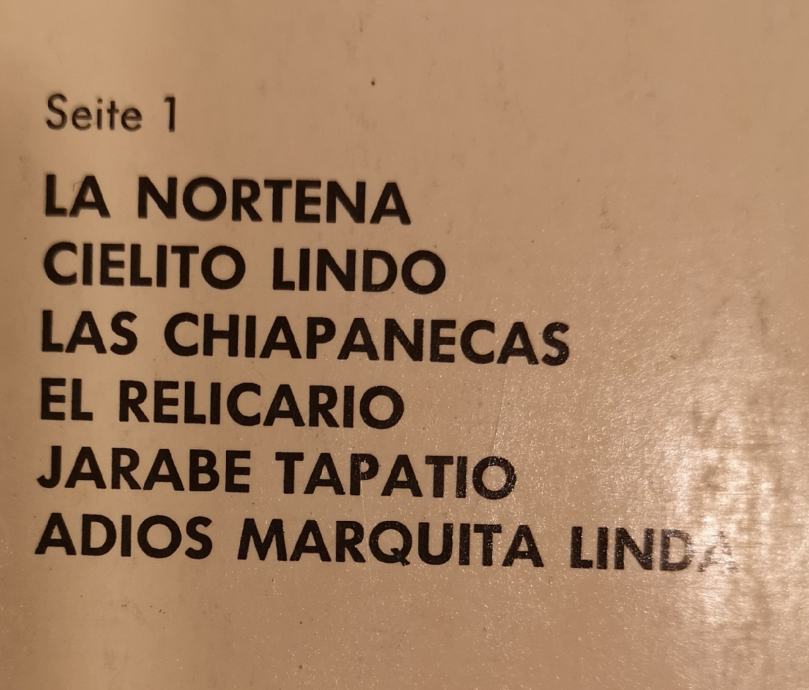 Seite 1
LA NORTENA
CIELITO LINDO
LAS CHIAPANECAS
EL RELICARIO
JARABE TAPATIO
ADIOS MARQUITA LINDA